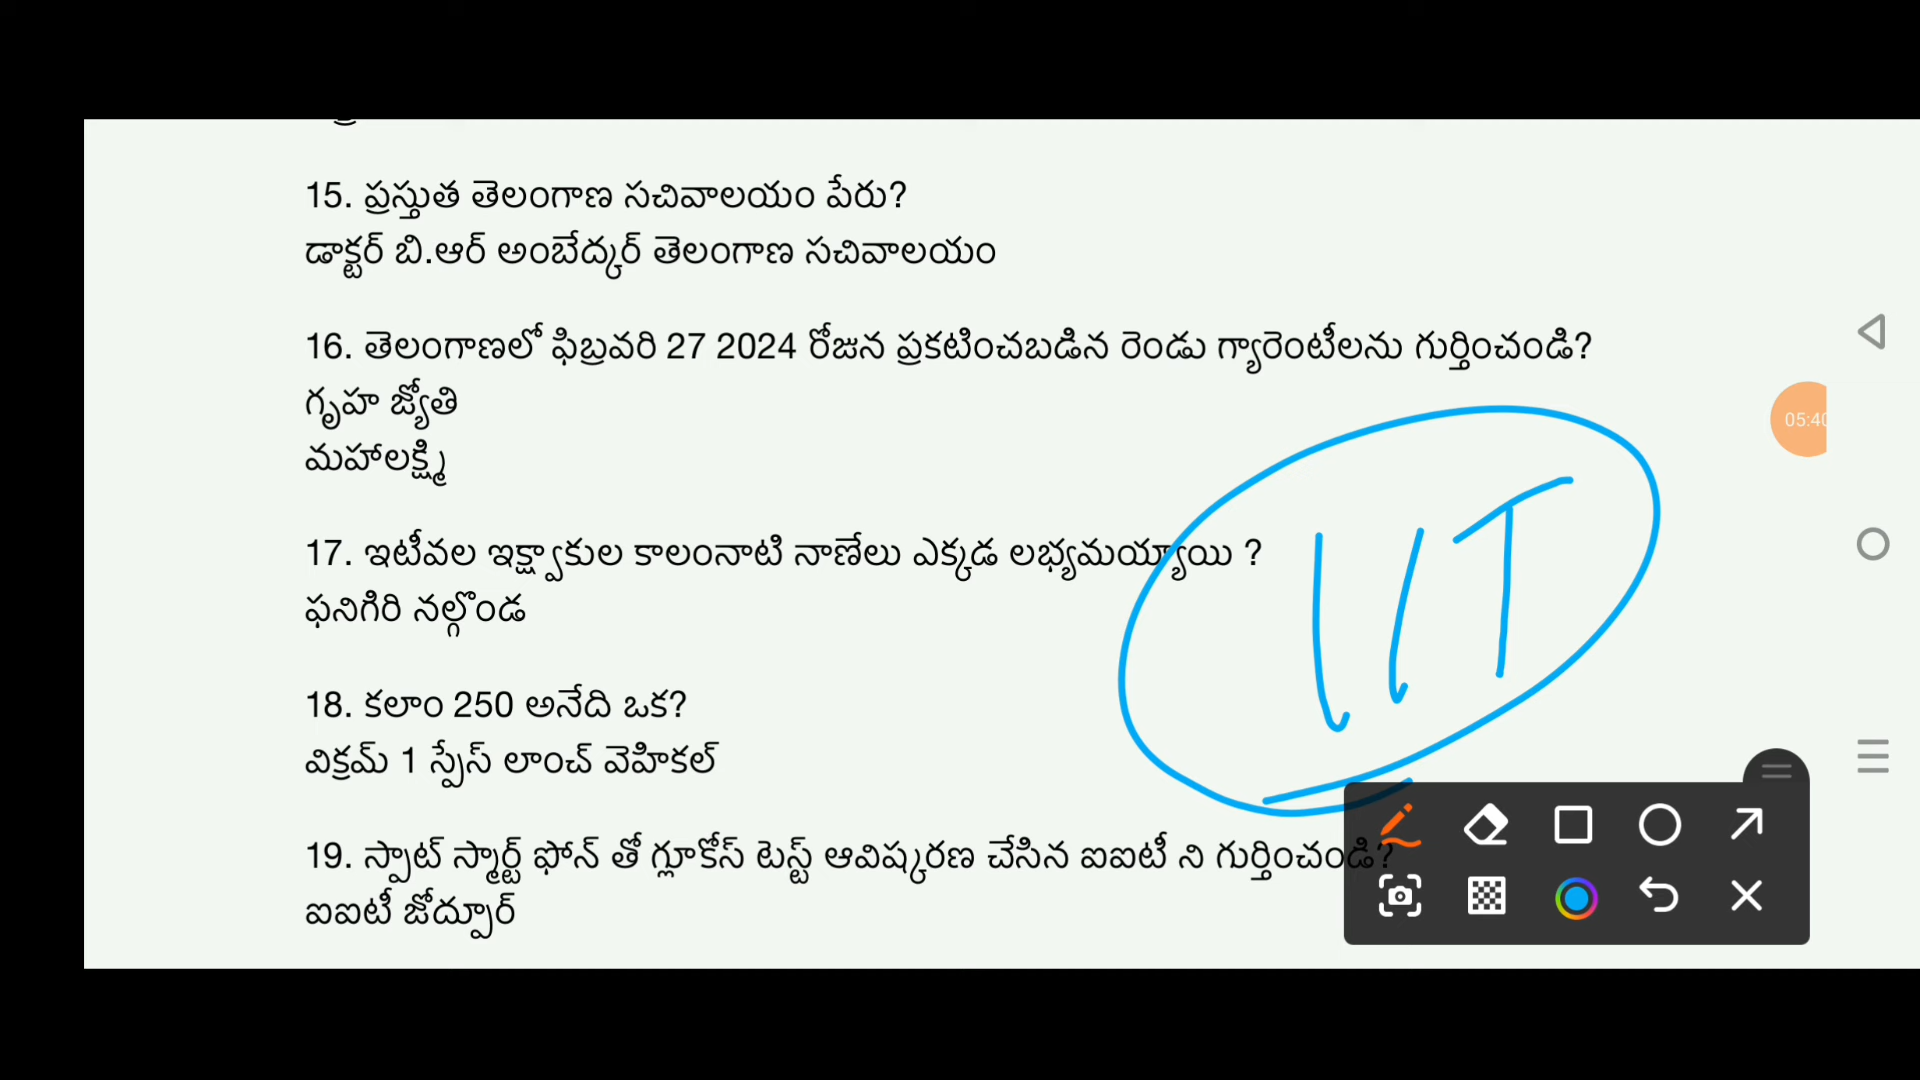 15. ప్రస్తుత తెలంగాణ సచివాలయం పేరు?
డాక్టర్ బి.ఆర్ అంబేద్కర్ తెలంగాణ సచివాలయం
16. తెలంగాణలో ఫిబ్రవరి 27 2024 రోజున ప్రకటించబడిన రెండు గ్యారెంటీలను గుర్తించండి?
గృహ జ్యోతి
మహాలక్ష్మి
05:40
IIT
17. ఇటీవల ఇక్ష్వాకుల కాలంనాటి నాణేలు ఎక్కడ లభ్యమయ్యాయి ?
ఫనిగిరి నల్గొండ
18. కలాం 250 అనేది ఒక?
విక్రమ్ 1 స్పేస్ లాంచ్ వెహికల్
19. స్పాట్ స్మార్ట్ ఫోన్ తో గ్లూకోస్ టెస్ట్ ఆవిష్కరణ చేసిన ఐఐటీ ని గుర్తించండి?
ఐఐటీ జోద్పూర్